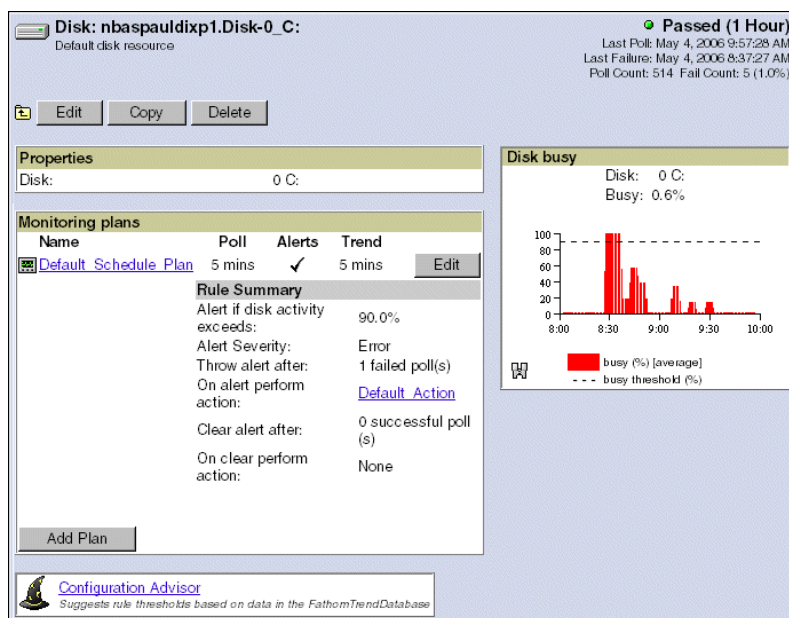 Disk: nbaspauldixp1.Disk-0_C:
Default disk resource
Passed (1 Hour)
Last Poll: May 4, 2006 9:57:28 AM
Last Failure: May 4, 2006 8:37:27 AM
Poll Count: 514 Fail Count: 5 (1.0%)
Edit Copy Delete
Properties
Disk: 0 C:
Monitoring plans
Name Poll Alerts Trend
Default_Schedule_Plan 5 mins 5 mins Edit
Rule Summary
Alert if disk activity
exceeds: 90.0%
Alert Severity: Error
Throw alert after: 1 failed poll(s)
On alert perform
action: Default_Action
Clear alert after: 0 successful poll
(s)
On clear perform
action: None
Add Plan
Configuration Advisor
Suggests rule thresholds based on data in the FathomTrendDatabase
Disk busy
Disk: 0 C:
Busy: 0.6%
100
80
60
40
20
0
8:00 8:30 9:00 9:30 10:00
busy (%) [average]
busy threshold (%)